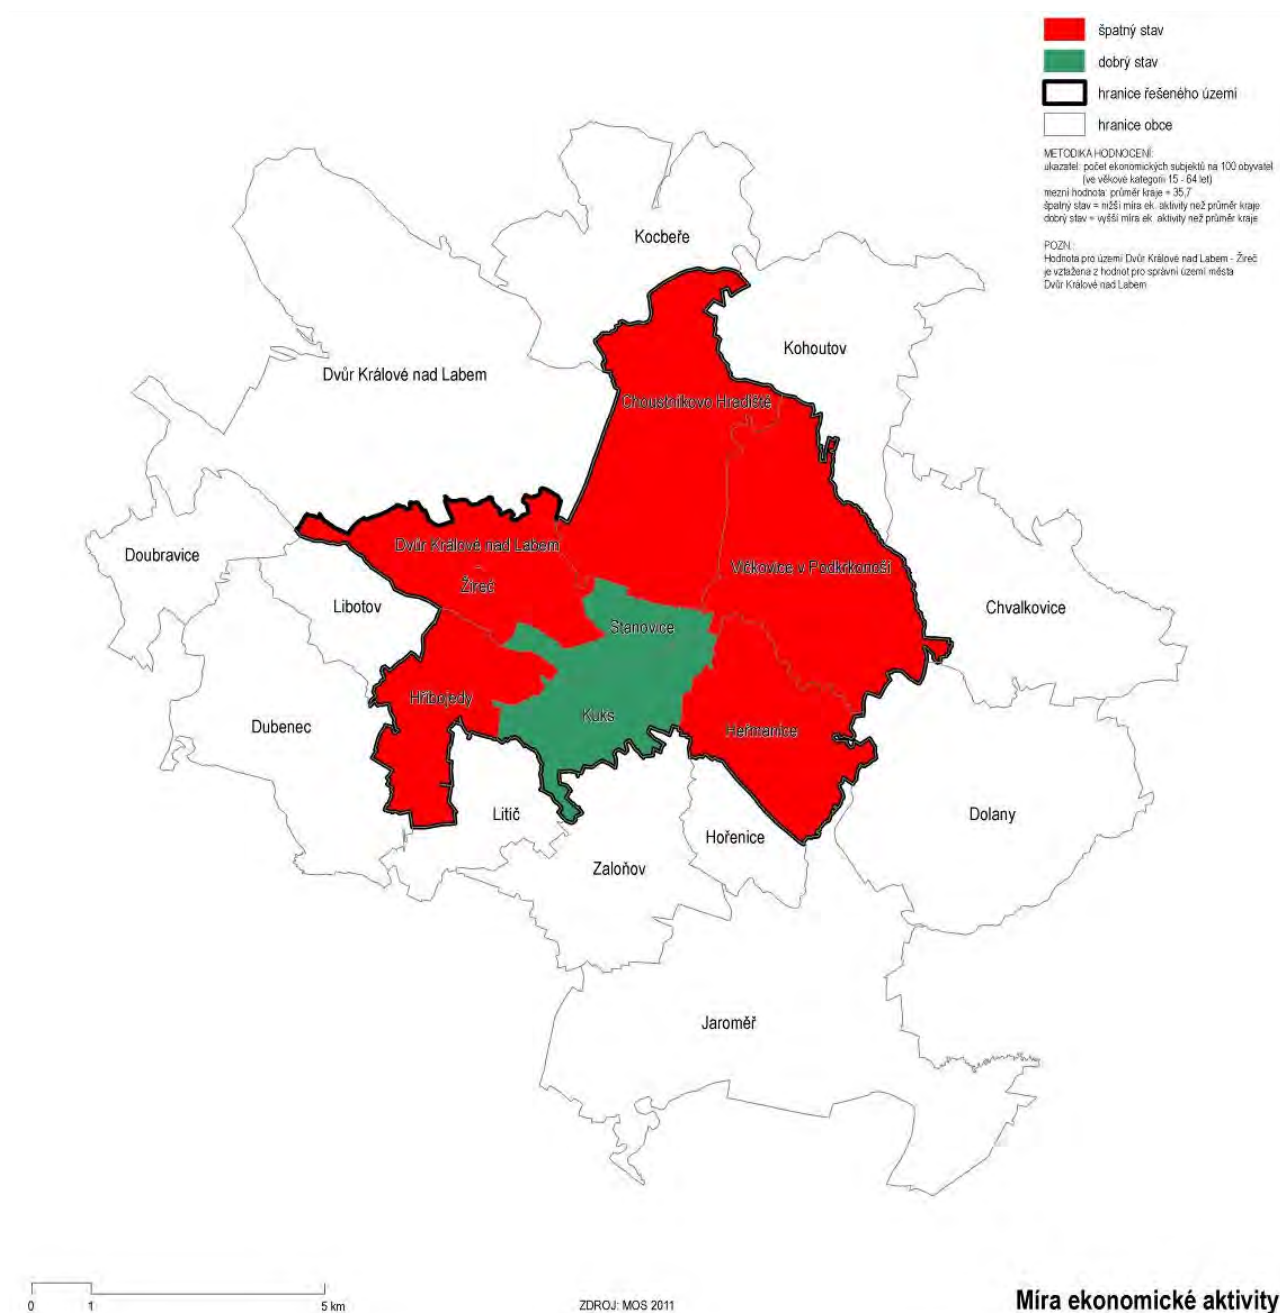 špatný stav
dobrý stav
hranice řešeného území
hranice obce
METODIKA HODNOCENÍ:
ukazatel: počet ekonomických subjektů na 100 obyvatel
(ve věkové kategorii 15 - 64 let)
mezní hodnota: průměr kraje = 35,7
špatný stav = nižší míra ek. aktivity než průměr kraje
dobrý stav = vyšší míra ek. aktivity než průměr kraje
POZN.:
Hodnota pro území Dvůr Králové nad Labem - Žireč
je vztažena z hodnot pro správní území města
Dvůr Králové nad Labem
Kocbeře
Kohoutov
Dvůr Králové nad Labem
Choustníkovo Hradiště
Dvůr Králové nad Labem
-
Žireč
Doubravice
Vlčkovice v Podkrkonoší
Libotov
Chvalkovice
Stanovice
Hřibojedy
Kuks
Dubenec
Heřmanice
Litič
Dolany
Hořenice
Zaloňov
Jaroměř
0 1 5 km
ZDROJ: MOS 2011
Míra ekonomické aktivity